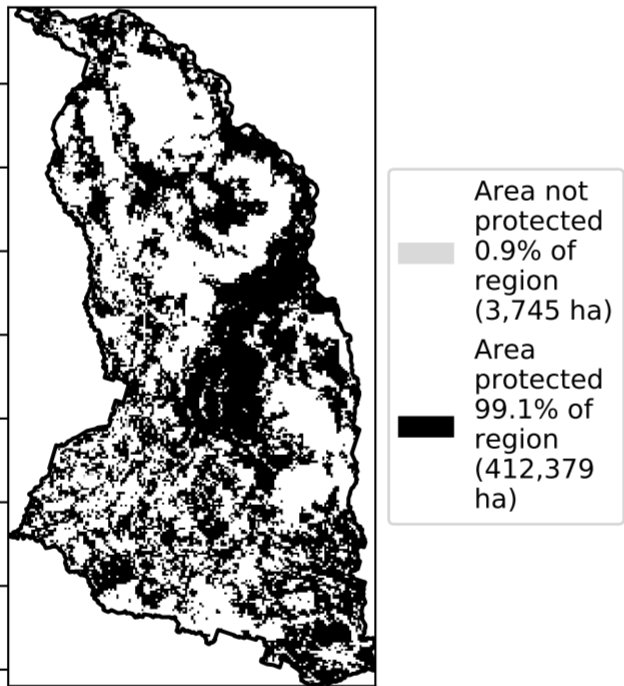 Area not
protected
0.9% of
region
(3,745 ha)
Area
protected
99.1% of
region
(412,379
ha)